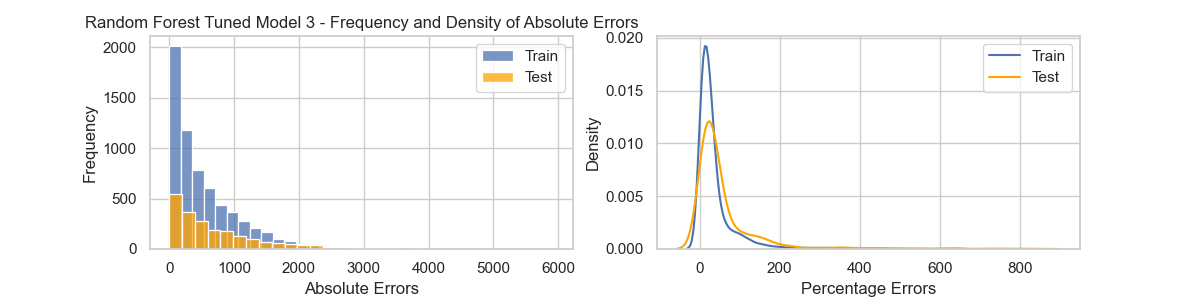 Random Forest Tuned Model 3 - Frequency and Density of Absolute Errors
2000
1500
1000
500
0
Frequency
Train
Test
0 1000 2000 3000 4000 5000 6000
Absolute Errors
0.020
0.015
0.010
0.005
0.000
Density
Train
Test
0 200 400 600 800
Percentage Errors